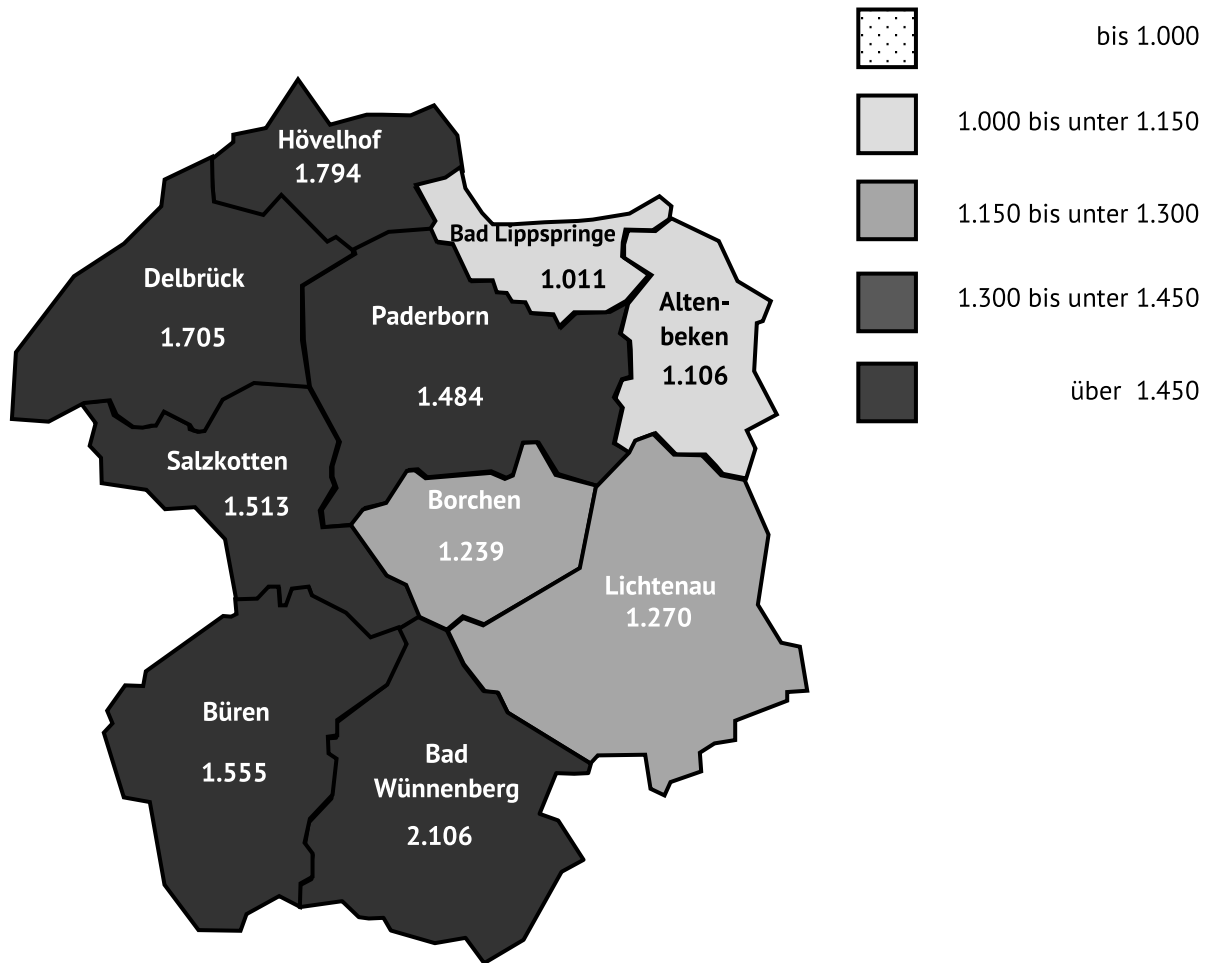 bis 1.000
1.000 bis unter 1.150
1.150 bis unter 1.300
1.300 bis unter 1.450
über 1.450
Hövelhof
1.794
Bad Lippspringe
1.011
Delbrück
1.705
Paderborn
1.484
Alten-
beken
1.106
Salzkotten
1.513
Borchen
1.239
Lichtenau
1.270
Büren
1.555
Bad
Wünnenberg
2.106